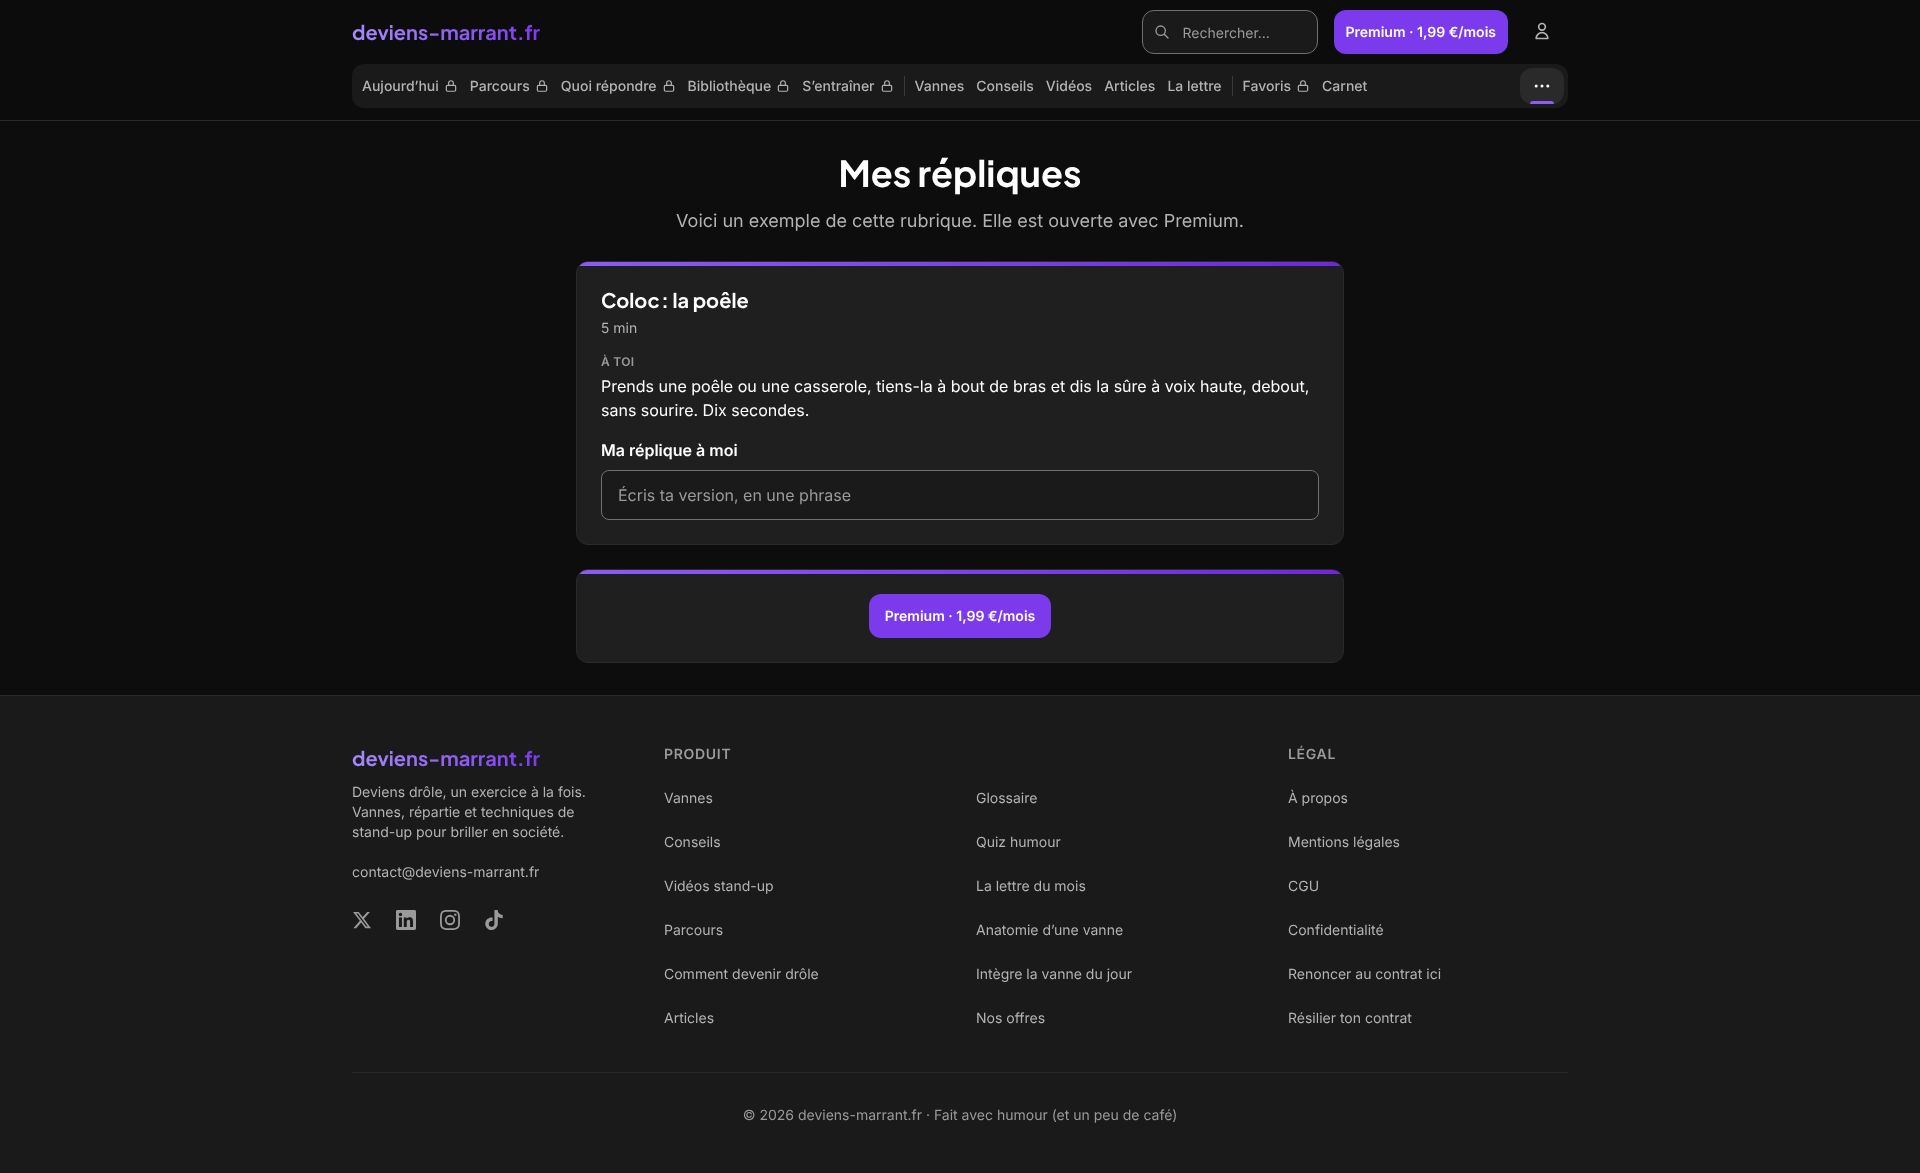 deviens-marrant.fr
Rechercher...
Premium · 1,99 €/mois
Aujourd’hui
Parcours
Quoi répondre
Bibliothèque
S’entraîner
Vannes
Conseils
Vidéos
Articles
La lettre
Favoris
Carnet
Mes répliques
Voici un exemple de cette rubrique. Elle est ouverte avec Premium.
Coloc : la poêle
5 min
À TOI
Prends une poêle ou une casserole, tiens-la à bout de bras et dis la sûre à voix haute, debout,
sans sourire. Dix secondes.
Ma réplique à moi
Écris ta version, en une phrase
Premium · 1,99 €/mois
deviens-marrant.fr
Deviens drôle, un exercice à la fois.
Vannes, répartie et techniques de
stand-up pour briller en société.
contact@deviens-marrant.fr
PRODUIT
Vannes
Conseils
Vidéos stand-up
Parcours
Comment devenir drôle
Articles
Glossaire
Quiz humour
La lettre du mois
Anatomie d’une vanne
Intègre la vanne du jour
Nos offres
LÉGAL
À propos
Mentions légales
CGU
Confidentialité
Renoncer au contrat ici
Résilier ton contrat
© 2026 deviens-marrant.fr · Fait avec humour (et un peu de café)